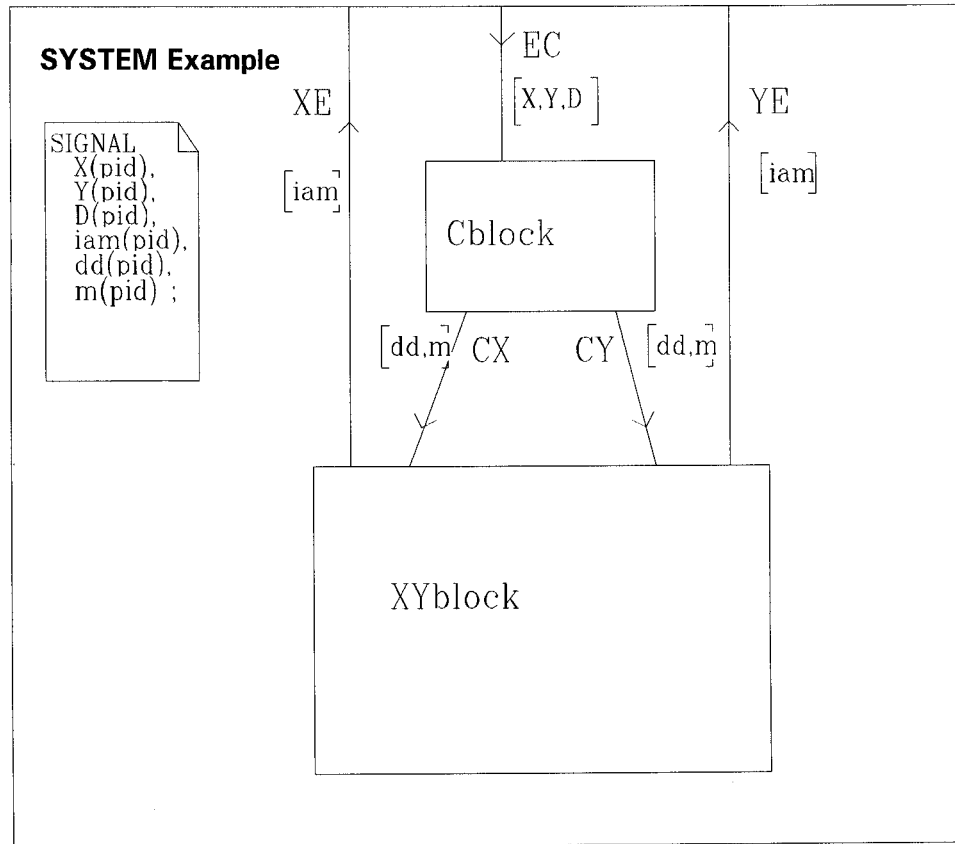 SYSTEM Example
EC
XE
[X,Y,D]
YE
SIGNAL
X(pid),
Y(pid),
D(pid),
iam(pid),
dd(pid),
m(pid) ;
[iam]
[iam]
Cblock
[dd,m]
CX
CY
[dd,m]
XYblock